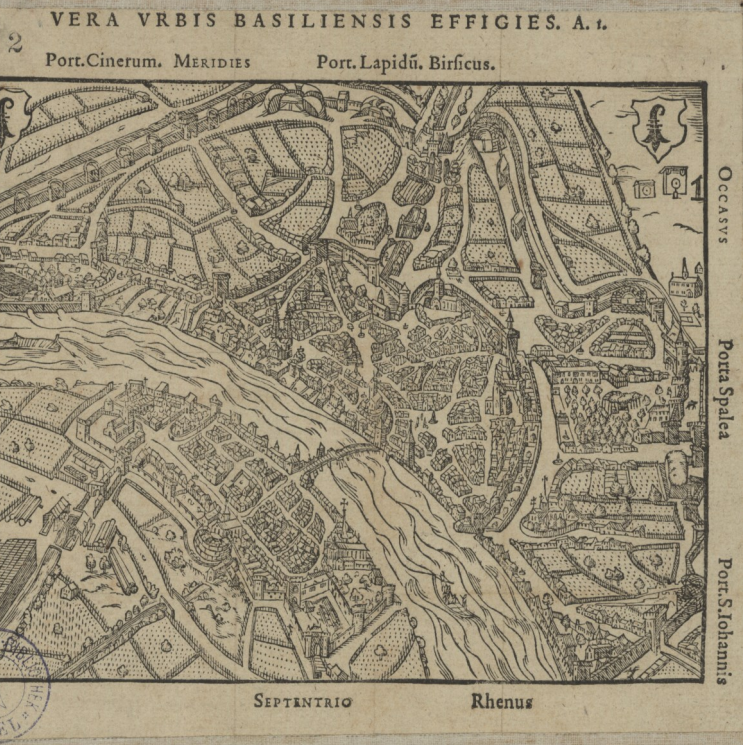 VERA VRBIS BASILIENSIS EFFIGIES. A. 1.
2
Port.Cinerum. MERIDIES Port.Lapidū. Birſicus.
1
OCCASVS
Porta Spalea
Port.S.Iohannis
SEPTENTRIO Rhenus